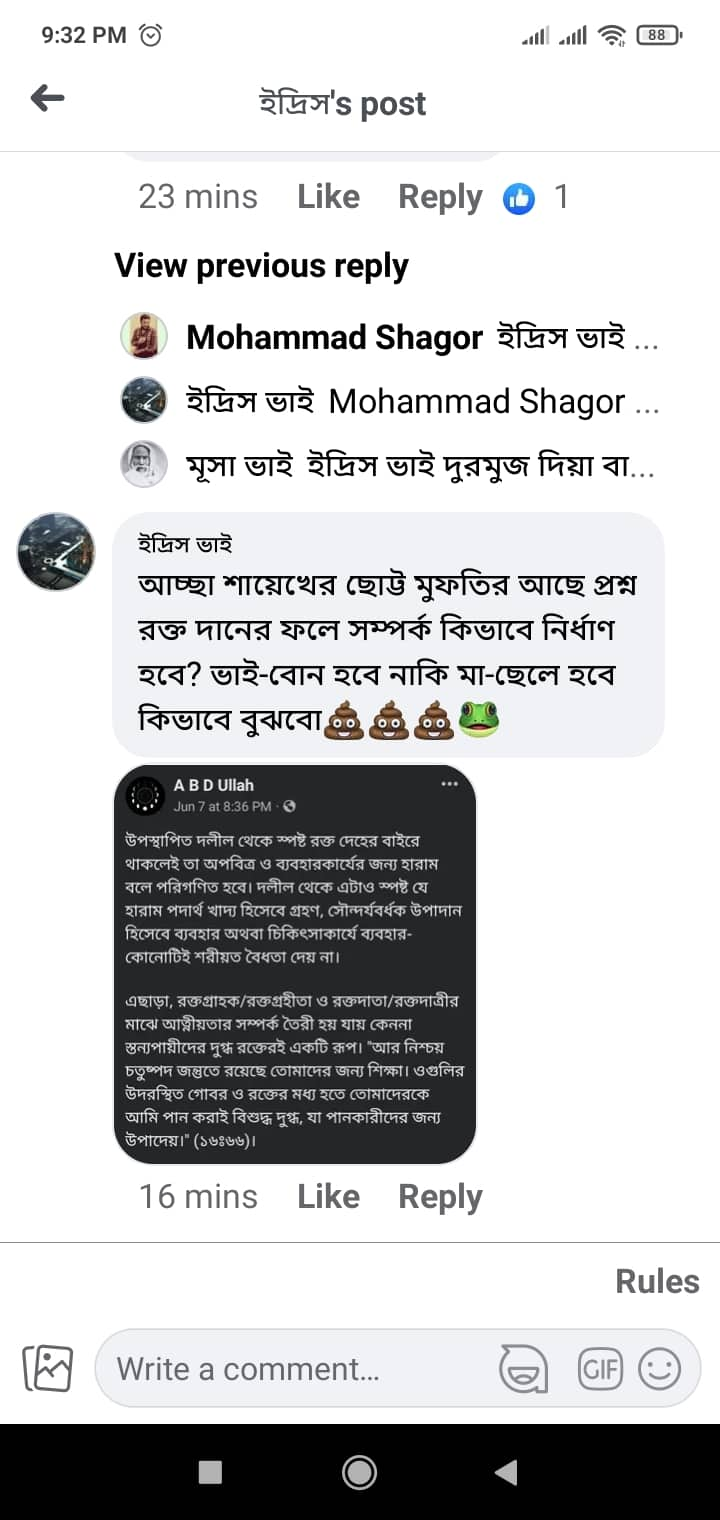 9:32 PM
88
ইদ্রিস's post
23 mins Like Reply 1
View previous reply
Mohammad Shagor ইদ্রিস ভাই ...
ইদ্রিস ভাই Mohammad Shagor ...
মূসা ভাই ইদ্রিস ভাই দুরমুজ দিয়া বা...
ইদ্রিস ভাই
আচ্ছা শায়েখের ছোট্ট মুফতির আছে প্রশ্ন
রক্ত দানের ফলে সম্পর্ক কিভাবে নির্ধাণ
হবে? ভাই-বোন হবে নাকি মা-ছেলে হবে
কিভাবে বুঝবো💩💩💩🐸
A B D Ullah
Jun 7 at 8:36 PM ·
উপস্থাপিত দলীল থেকে স্পষ্ট রক্ত দেহের বাইরে
থাকলেই তা অপবিত্র ও ব্যবহারকার্যের জন্য হারাম
বলে পরিগণিত হবে। দলীল থেকে এটাও স্পষ্ট যে
হারাম পদার্থ খাদ্য হিসেবে গ্রহণ, সৌন্দর্যবর্ধক উপাদান
হিসেবে ব্যবহার অথবা চিকিৎসাকার্যে ব্যবহার-
কোনোটিই শরীয়ত বৈধতা দেয় না।
এছাড়া, রক্তগ্রাহক/রক্তগ্রহীতা ও রক্তদাতা/রক্তদাত্রীর
মাঝে আত্নীয়তার সম্পর্ক তৈরী হয় যায় কেননা
স্তন্যপায়ীদের দুগ্ধ রক্তেরই একটি রূপ। "আর নিশ্চয়
চতুষ্পদ জন্তুতে রয়েছে তোমাদের জন্য শিক্ষা। ওগুলির
উদরস্থিত গোবর ও রক্তের মধ্য হতে তোমাদেরকে
আমি পান করাই বিশুদ্ধ দুগ্ধ, যা পানকারীদের জন্য
উপাদেয়।" (১৬ঃ৬৬)।
16 mins Like Reply
Rules
Write a comment...
GIF